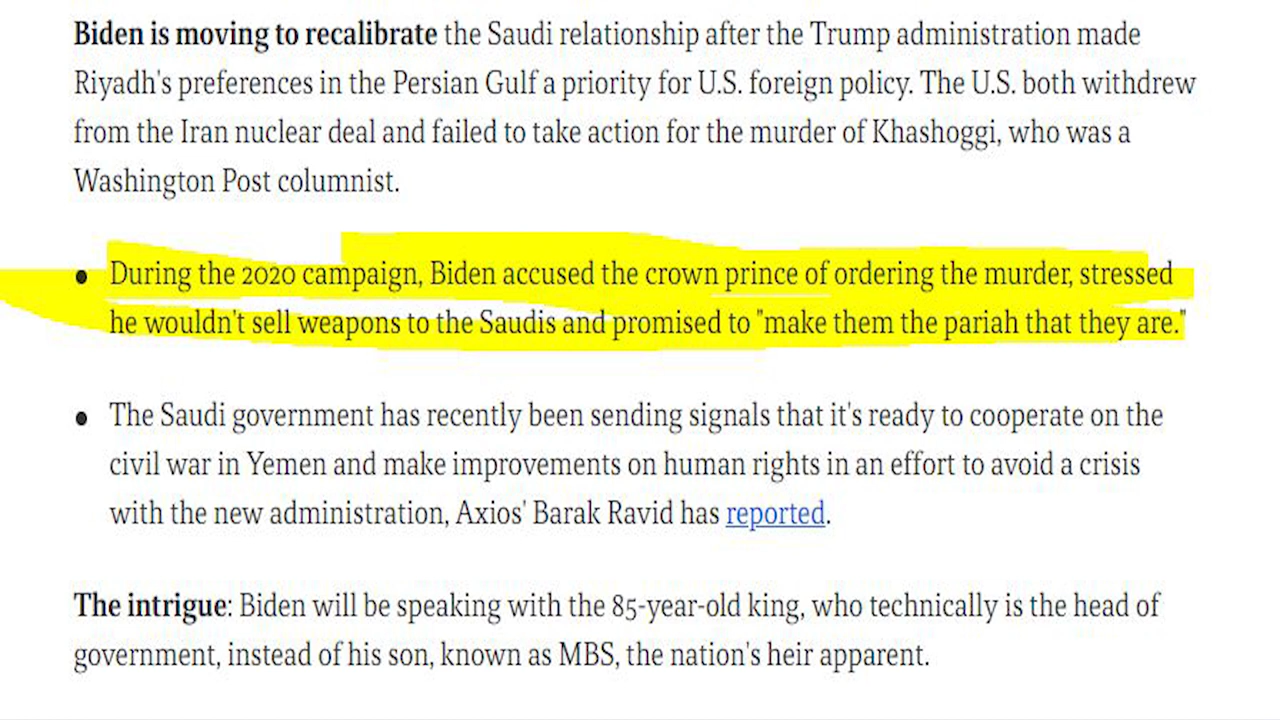 Biden is moving to recalibrate the Saudi relationship after the Trump administration made
Riyadh's preferences in the Persian Gulf a priority for U.S. foreign policy. The U.S. both withdrew
from the Iran nuclear deal and failed to take action for the murder of Khashoggi, who was a
Washington Post columnist.
• During the 2020 campaign, Biden accused the crown prince of ordering the murder, stressed
he wouldn't sell weapons to the Saudis and promised to "make them the pariah that they are."
• The Saudi government has recently been sending signals that it's ready to cooperate on the
civil war in Yemen and make improvements on human rights in an effort to avoid a crisis
with the new administration, Axios' Barak Ravid has reported.
The intrigue: Biden will be speaking with the 85-year-old king, who technically is the head of
government, instead of his son, known as MBS, the nation's heir apparent.